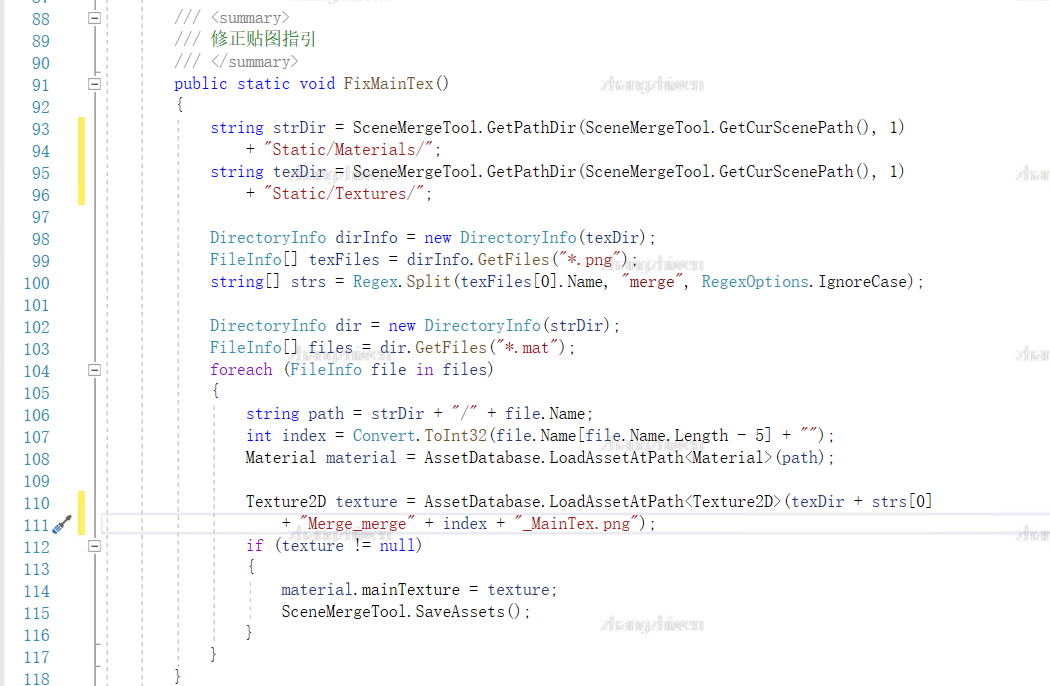 88 /// <summary>
89 /// 修正贴图指引
90 /// </summary>
91 public static void FixMainTex()
92 {
93 string strDir = SceneMergeTool.GetPathDir(SceneMergeTool.GetCurScenePath(), 1)
94 + "Static/Materials/";
95 string texDir = SceneMergeTool.GetPathDir(SceneMergeTool.GetCurScenePath(), 1)
96 + "Static/Textures/";
97
98 DirectoryInfo dirInfo = new DirectoryInfo(texDir);
99 FileInfo[] texFiles = dirInfo.GetFiles("*.png");
100 string[] strs = Regex.Split(texFiles[0].Name, "merge", RegexOptions.IgnoreCase);
101
102 DirectoryInfo dir = new DirectoryInfo(strDir);
103 FileInfo[] files = dir.GetFiles("*.mat");
104 foreach (FileInfo file in files)
105 {
106 string path = strDir + "/" + file.Name;
107 int index = Convert.ToInt32(file.Name[file.Name.Length - 5] + "");
108 Material material = AssetDatabase.LoadAssetAtPath<Material>(path);
109
110 Texture2D texture = AssetDatabase.LoadAssetAtPath<Texture2D>(texDir + strs[0]
111 + "Merge_merge" + index + "_MainTex.png");
112 if (texture != null)
113 {
114 material.mainTexture = texture;
115 SceneMergeTool.SaveAssets();
116 }
117 }
118 }